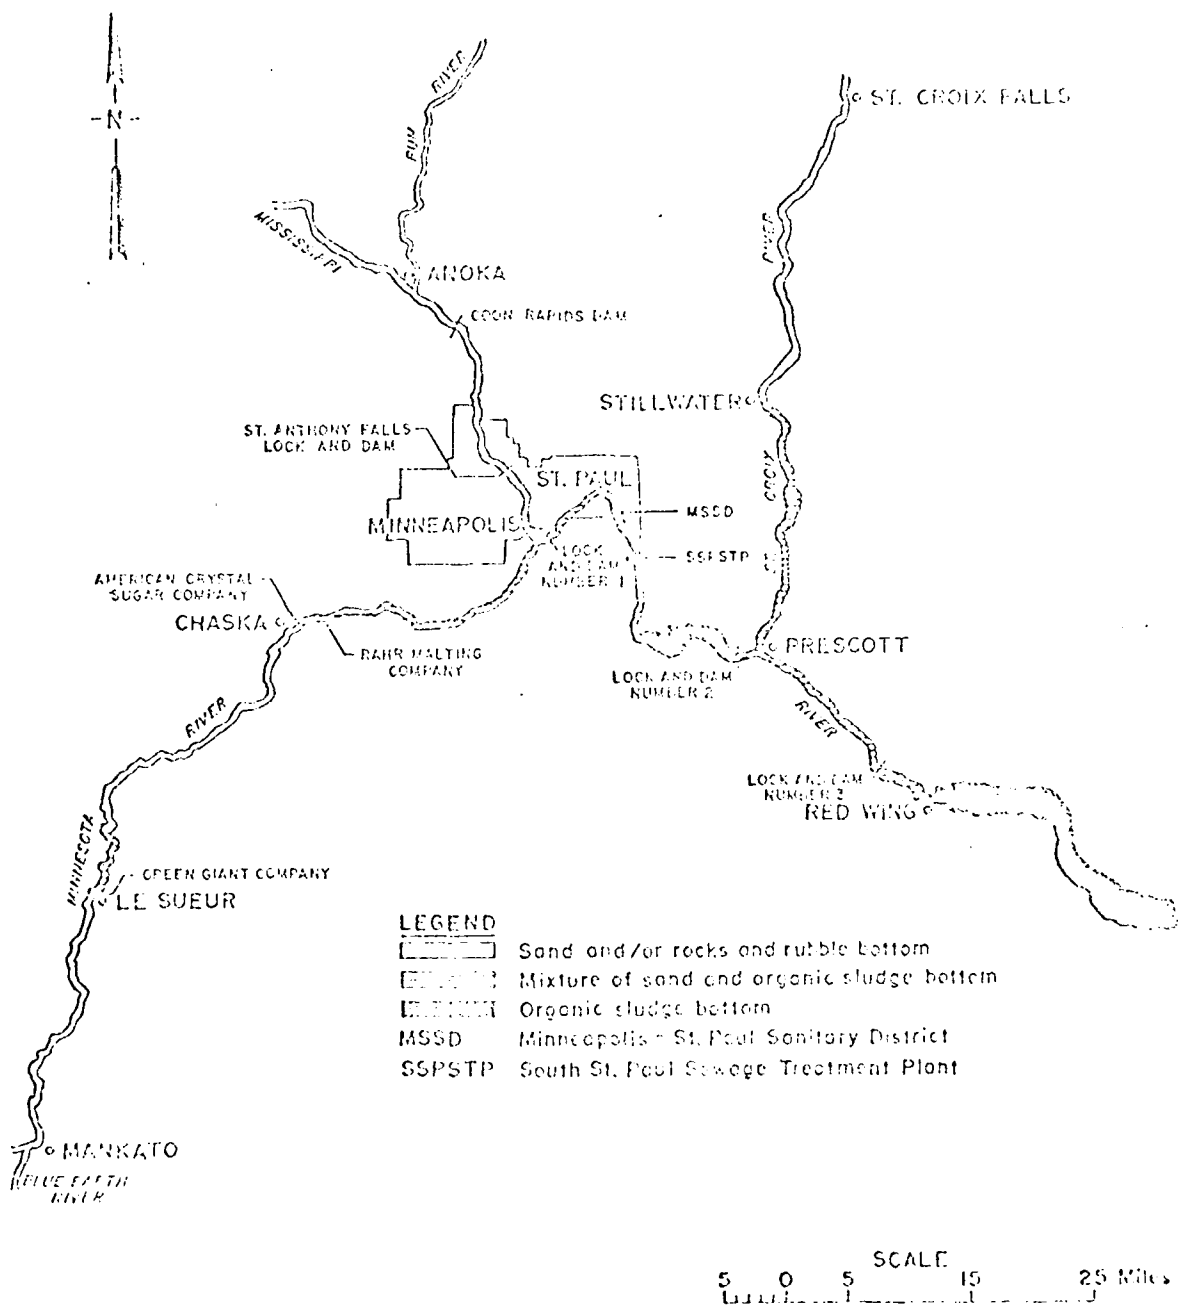 RIVER
RUM
N
ST. CROIX FALLS
MISSISSIPPI
RIVER
ANOKA
COON RAPIDS DAM
STILLWATER
ST. ANTHONY FALLS
LOCK AND DAM
CROIX
ST. PAUL
MINNEAPOLIS
MSSD
LOCK
AND DAM
NUMBER 1
SSPSTP
AMERICAN CRYSTAL
SUGAR COMPANY
CHASKA
RAHR MALTING
COMPANY
PRESCOTT
LOCK AND DAM
NUMBER 2
RIVER
RIVER
LOCK AND DAM
NUMBER 3
RED WING
MINNESOTA
GREEN GIANT COMPANY
LE SUEUR
LEGEND
Sand and/or rocks and rubble bottom
Mixture of sand and organic sludge bottom
Organic sludge bottom
MSSD Minneapolis - St. Paul Sanitary District
SSPSTP South St. Paul Sewage Treatment Plant
MANKATO
BLUE EARTH
RIVER
SCALE
5 0 5 15 25 Miles